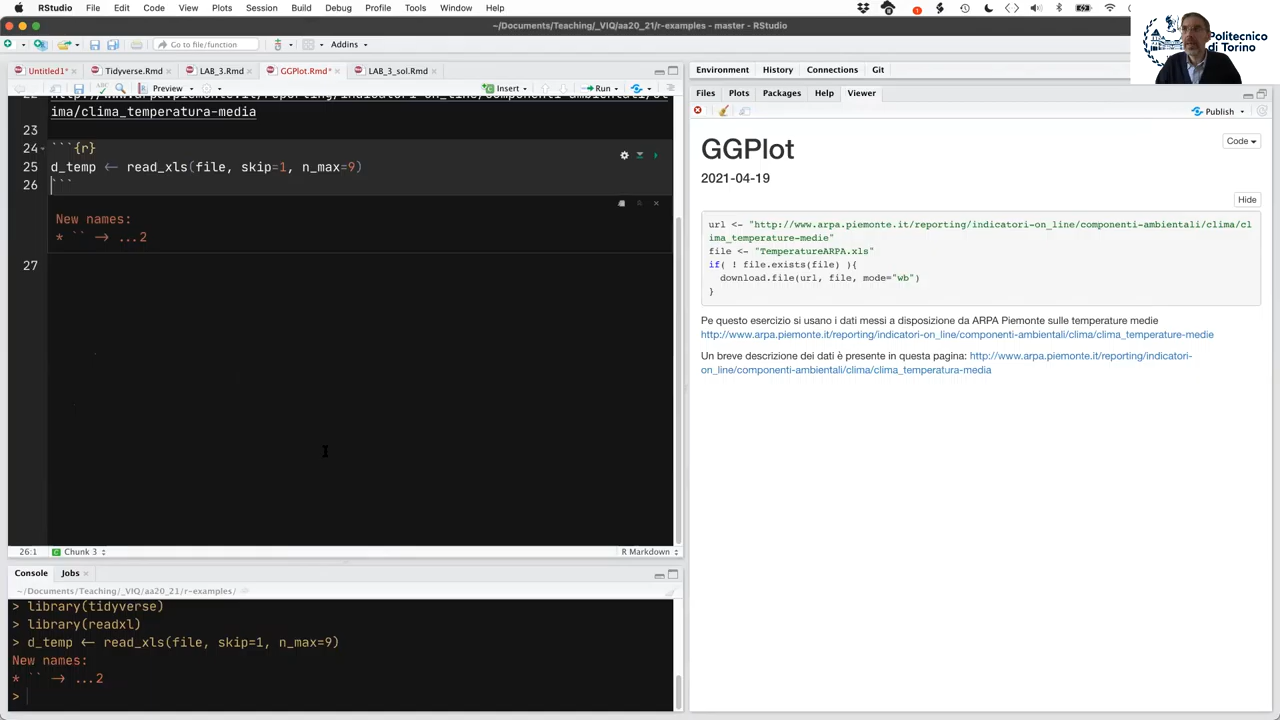 RStudio File Edit Code View Plots Session Build Debug Profile Tools Window Help
~/Documents/Teaching/_VIQ/aa20_21/r-examples - master - RStudio
Politecnico
di Torino
Go to file/function Addins
Untitled1* Tidyverse.Rmd LAB_3.Rmd GGPlot.Rmd* LAB_3_sol.Rmd
Preview Insert Run
ima/clima_temperatura-media
23
24 ```{r}
25 d_temp <- read_xls(file, skip=1, n_max=9)
26 ```
New names:
* `` -> ...2
27
26:1 Chunk 3 R Markdown
Console Jobs
~/Documents/Teaching/_VIQ/aa20_21/r-examples/
> library(tidyverse)
> library(readxl)
> d_temp <- read_xls(file, skip=1, n_max=9)
New names:
* `` -> ...2
>
Environment History Connections Git
Files Plots Packages Help Viewer
Publish
GGPlot
Code
2021-04-19
Hide
url <- "http://www.arpa.piemonte.it/reporting/indicatori-on_line/componenti-ambientali/clima/cl
ima_temperature-medie"
file <- "TemperatureARPA.xls"
if( ! file.exists(file) ){
download.file(url, file, mode="wb")
}
Pe questo esercizio si usano i dati messi a disposizione da ARPA Piemonte sulle temperature medie
http://www.arpa.piemonte.it/reporting/indicatori-on_line/componenti-ambientali/clima/clima_temperature-medie
Un breve descrizione dei dati è presente in questa pagina: http://www.arpa.piemonte.it/reporting/indicatori-
on_line/componenti-ambientali/clima/clima_temperatura-media